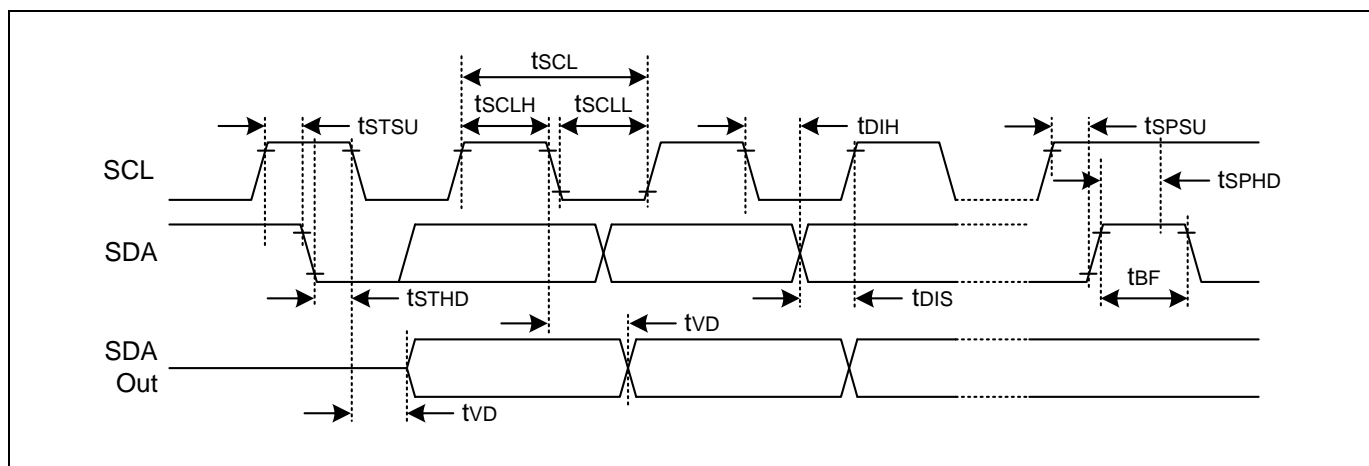 tSCL
tSCLH
tSCLL
tSTSU
tDIH
tSPSU
SCL
tSPHD
SDA
tBF
tSTHD
tDIS
tVD
SDA
Out
tVD